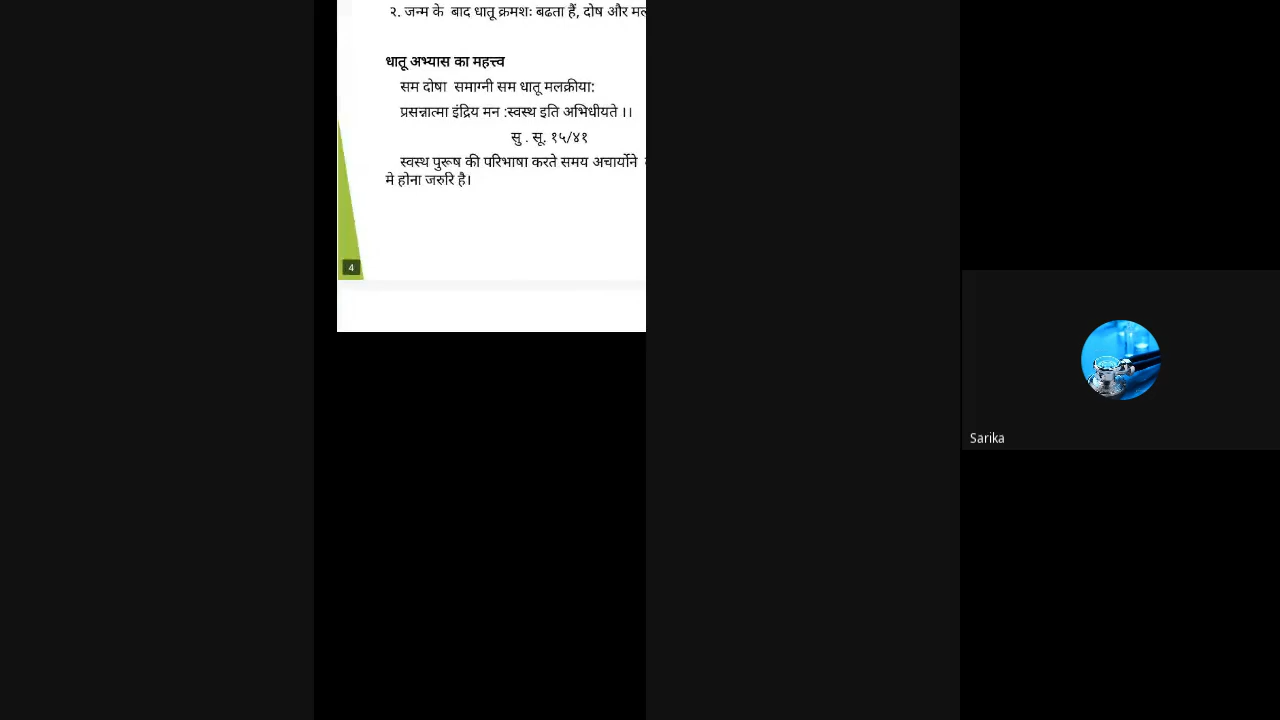 २. जन्म के बाद धातू क्रमशः बढता हैं, दोष और
धातू अभ्यास का महत्त्व
सम दोषा समाग्नी सम धातू मलक्रीया:
प्रसन्नात्मा इंद्रिय मन :स्वस्थ इति अभिधीयते ।।
सु . सू. १५/४१
स्वस्थ पुरूष की परिभाषा करते समय अचार्योने
मे होना जरुरि है।
4
Sarika